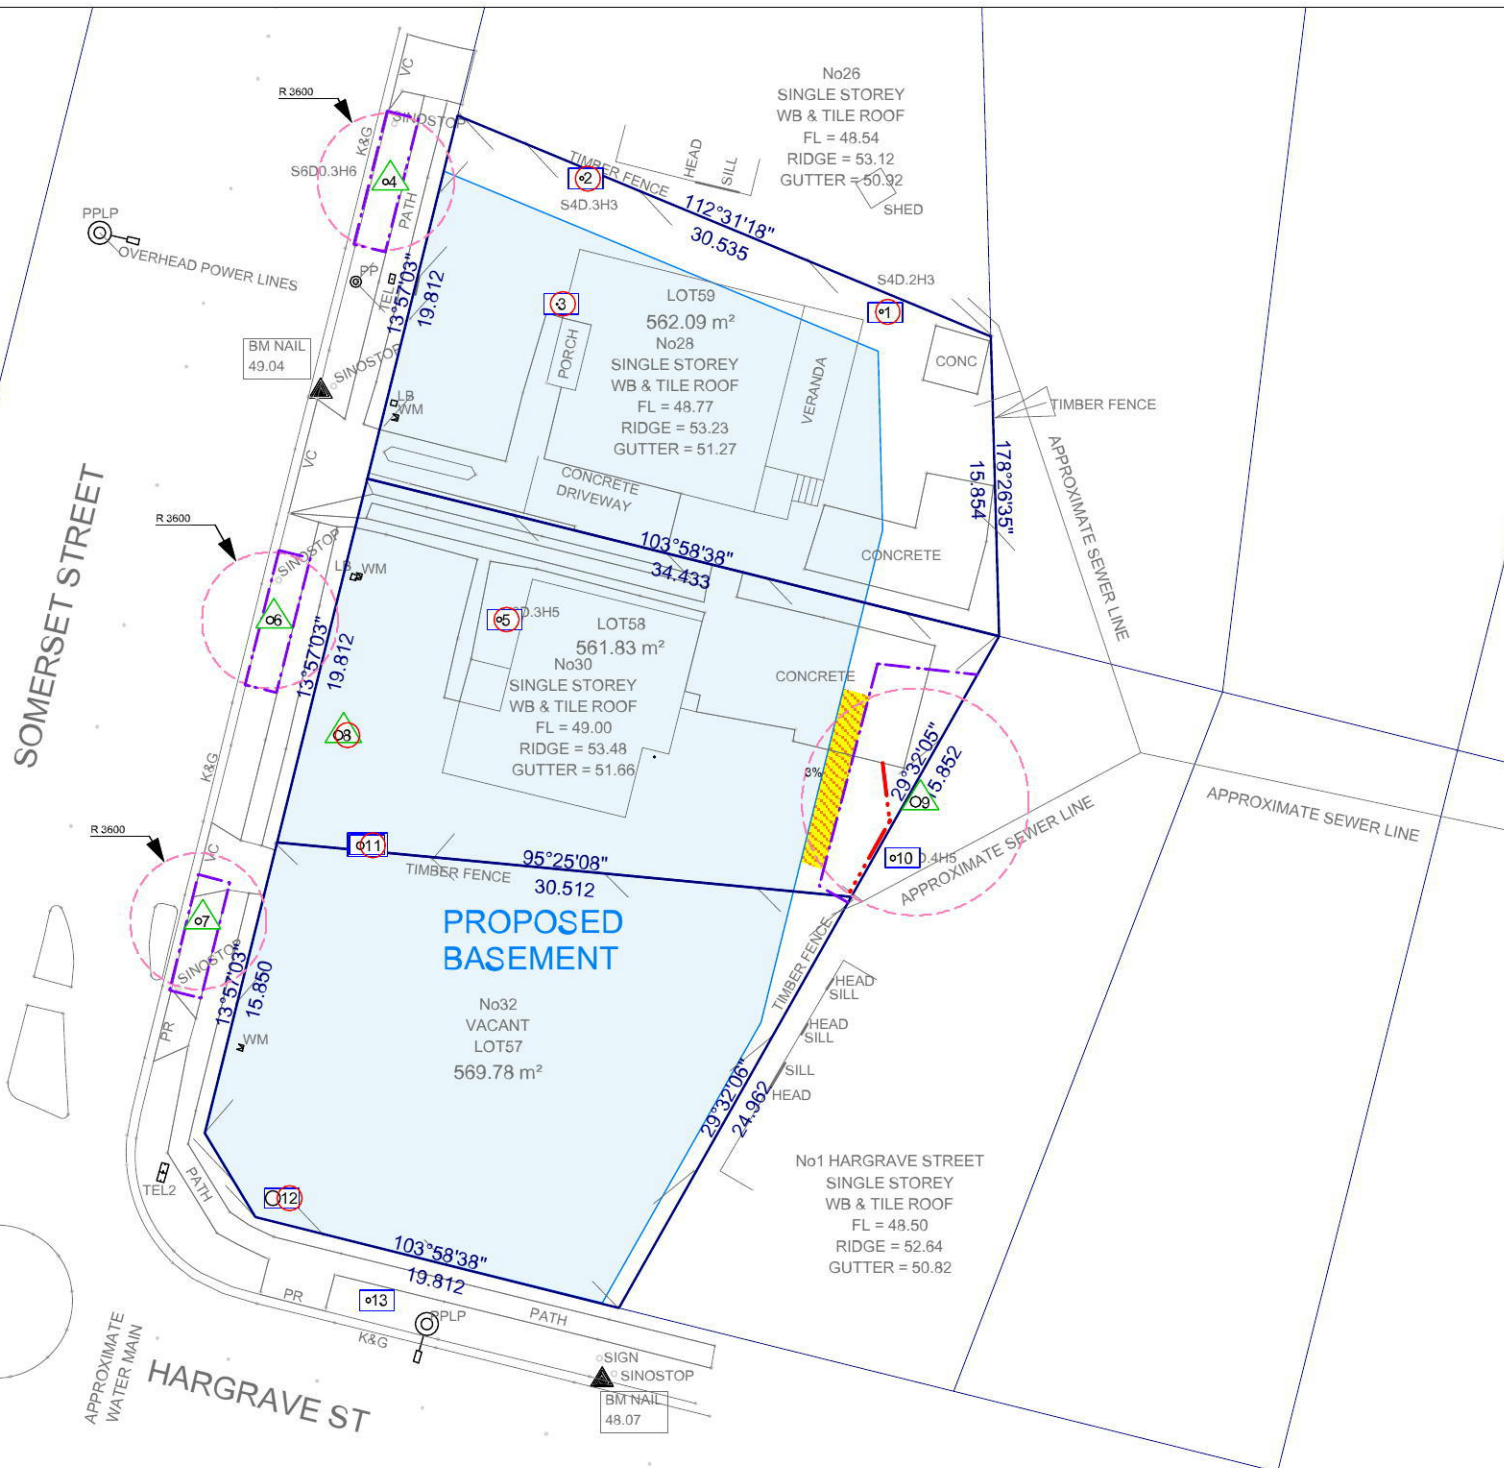 No26
SINGLE STOREY
WB & TILE ROOF
FL = 48.54
RIDGE = 53.12
GUTTER = 50.92
SHED
VC
R 3600
SINOSTOP
K&G
S6D0.3H6
4
PATH
TIMBER FENCE
HEAD
SILL
2
S4D.3H3
112°31'18"
30.535
PPLP
OVERHEAD POWER LINES
PP
TEL
13°57'03"
19.812
S4D.2H3
1
3
LOT59
562.09 m²
No28
SINGLE STOREY
WB & TILE ROOF
FL = 48.77
RIDGE = 53.23
GUTTER = 51.27
PORCH
VERANDA
CONC
TIMBER FENCE
BM NAIL
49.04
SINOSTOP
LB
WM
VC
CONCRETE
DRIVEWAY
178°26'35"
15.854
APPROXIMATE SEWER LINE
SOMERSET STREET
R 3600
SINOSTOP
LB
WM
103°58'38"
34.433
CONCRETE
6
5
D.3H5
LOT58
561.83 m²
No30
SINGLE STOREY
WB & TILE ROOF
FL = 49.00
RIDGE = 53.48
GUTTER = 51.66
13°57'03"
19.812
8
CONCRETE
3%
29°32'05"
15.852
9
K&G
APPROXIMATE SEWER LINE
APPROXIMATE SEWER LINE
R 3600
VC
11
TIMBER FENCE
95°25'08"
30.512
10
.4H5
7
SINOSTOP
PROPOSED
BASEMENT
TIMBER FENCE
13°57'03"
15.850
HEAD
SILL
HEAD
SILL
SILL
HEAD
No32
VACANT
LOT57
569.78 m²
PR
WM
29°32'06"
24.962
No1 HARGRAVE STREET
SINGLE STOREY
WB & TILE ROOF
FL = 48.50
RIDGE = 52.64
GUTTER = 50.82
TEL2
PATH
12
103°58'38"
19.812
PR
13
PPLP
PATH
K&G
APPROXIMATE
WATER MAIN
HARGRAVE ST
SIGN
SINOSTOP
BM NAIL
48.07